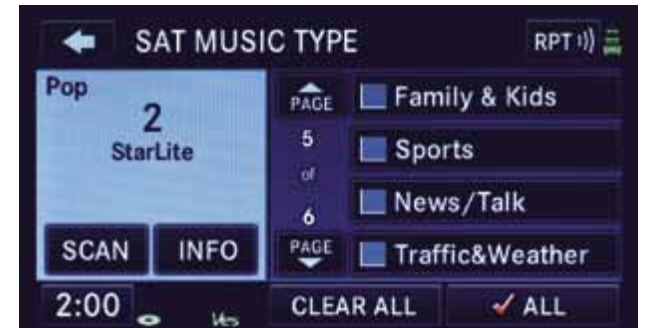 SAT MUSIC TYPE
RPT
Pop
2
StarLite
SCAN
INFO
PAGE
5
of
6
PAGE
Family & Kids
Sports
News/Talk
Traffic&Weather
2:00
CLEAR ALL
ALL